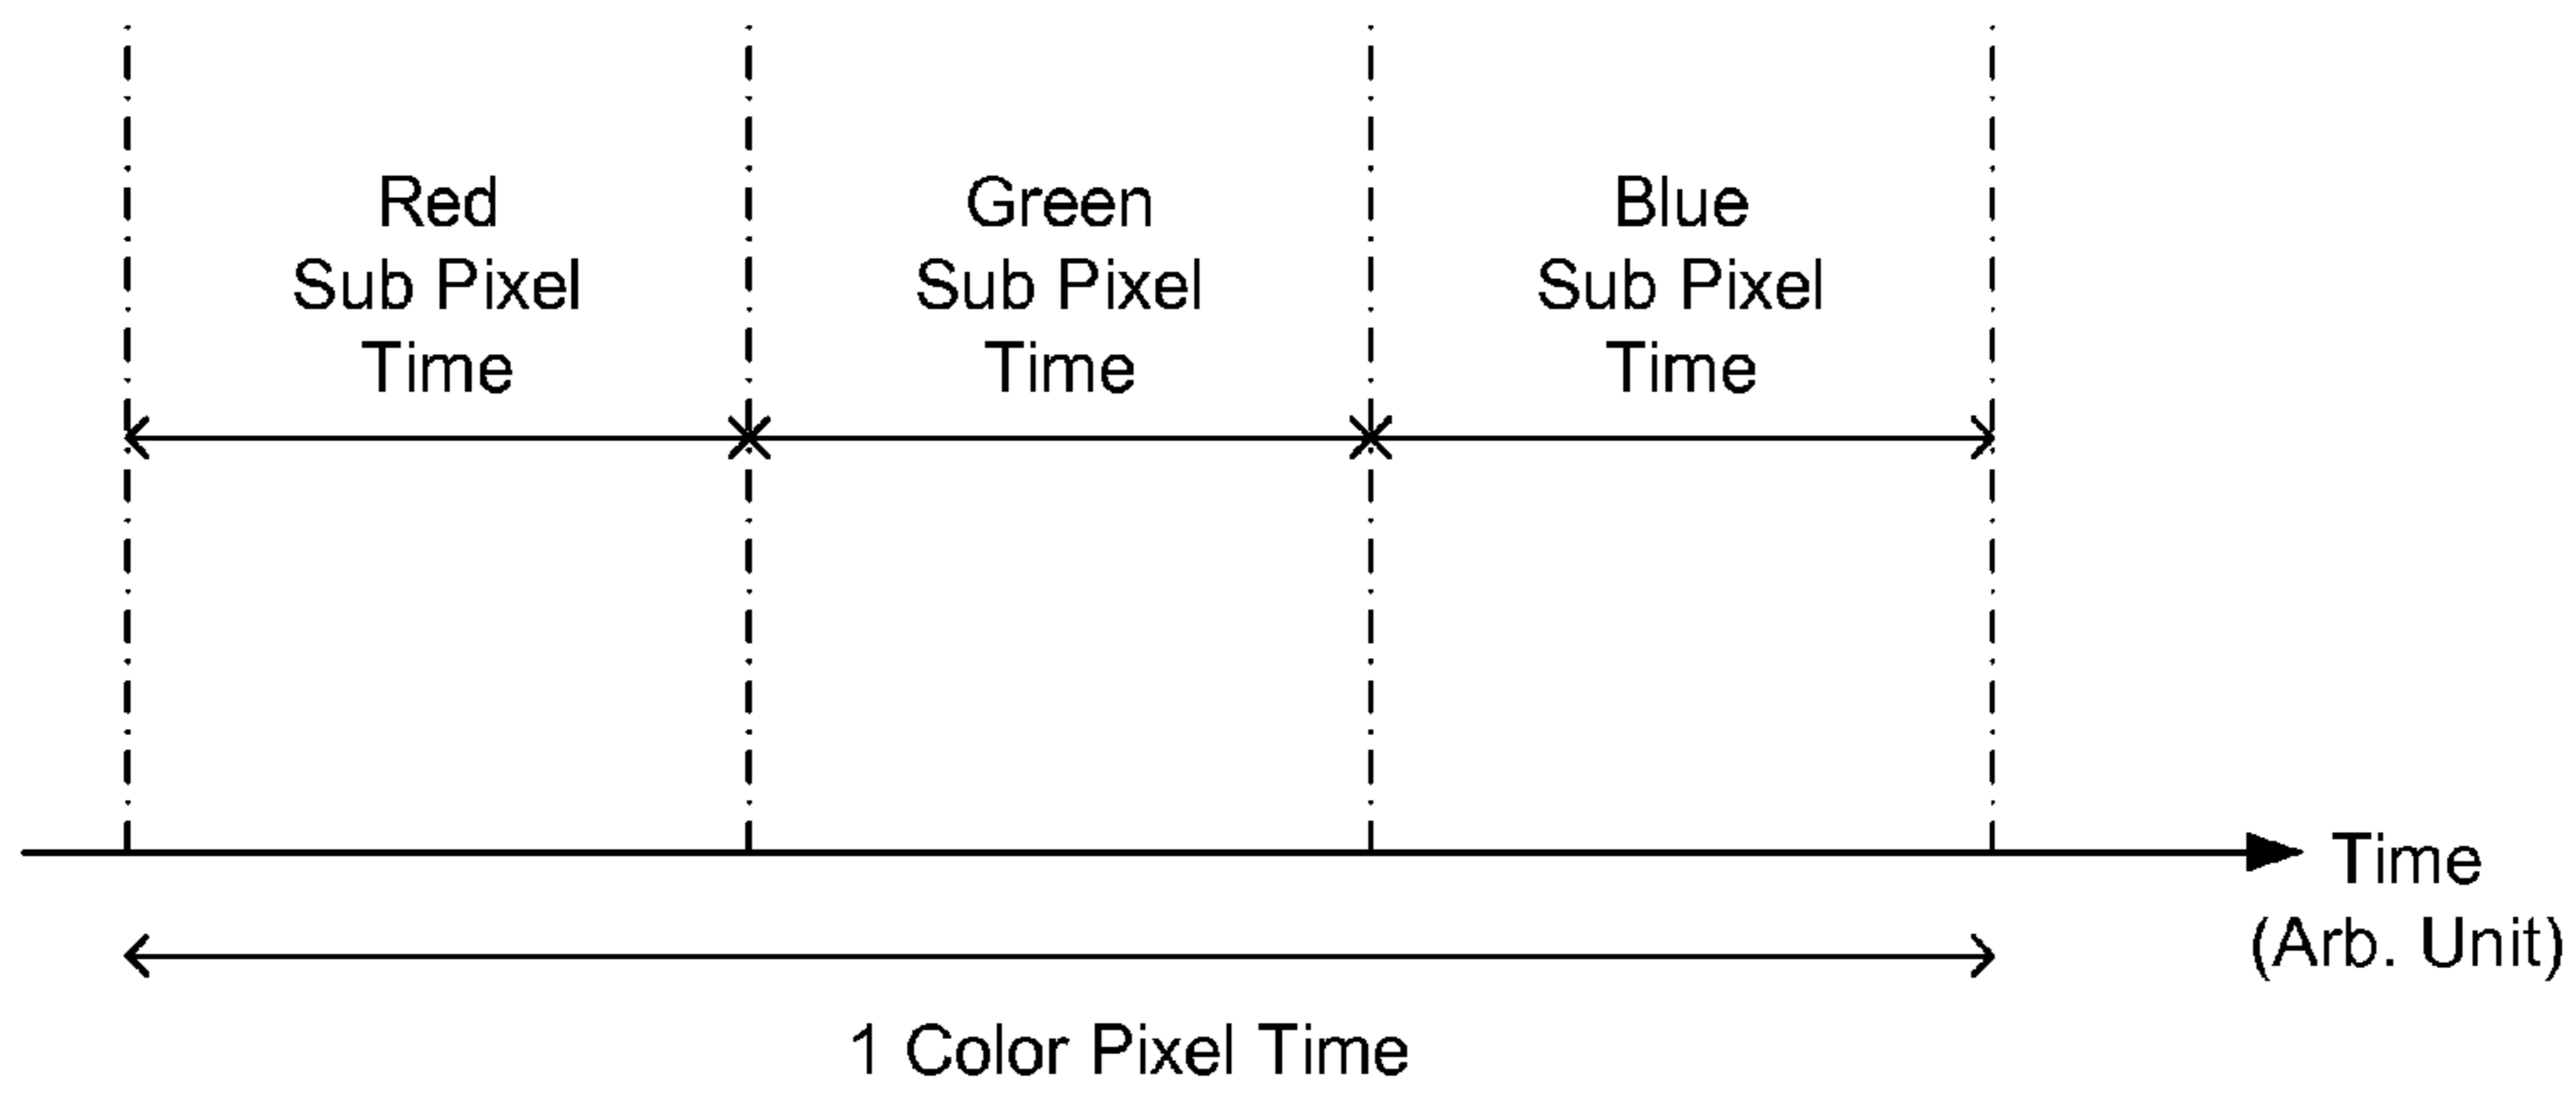 Red
Sub Pixel
Time
Green
Sub Pixel
Time
Blue
Sub Pixel
Time
Time
(Arb. Unit)
1 Color Pixel Time